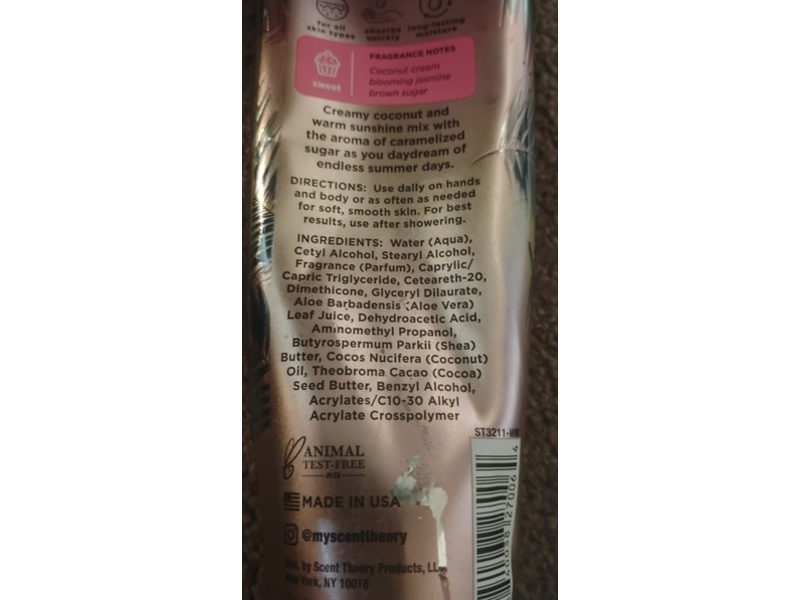 for all
skin types
absorbs
quickly
long-lasting
moisture
sweet
FRAGRANCE NOTES
Coconut cream
blooming jasmine
brown sugar
Creamy coconut and
warm sunshine mix with
the aroma of caramelized
sugar as you daydream of
endless summer days.
DIRECTIONS: Use daily on hands
and body or as often as needed
for soft, smooth skin. For best
results, use after showering.
INGREDIENTS: Water (Aqua),
Cetyl Alcohol, Stearyl Alcohol,
Fragrance (Parfum), Caprylic/
Capric Triglyceride, Ceteareth-20,
Dimethicone, Glyceryl Dilaurate,
Aloe Barbadensis (Aloe Vera)
Leaf Juice, Dehydroacetic Acid,
Aminomethyl Propanol,
Butyrospermum Parkii (Shea)
Butter, Cocos Nucifera (Coconut)
Oil, Theobroma Cacao (Cocoa)
Seed Butter, Benzyl Alcohol,
Acrylates/C10-30 Alkyl
Acrylate Crosspolymer
ST3211-WM
ANIMAL
TEST-FREE
PETA
MADE IN USA
@myscenttheory
by Scent Theory Products,
New York, NY 10018